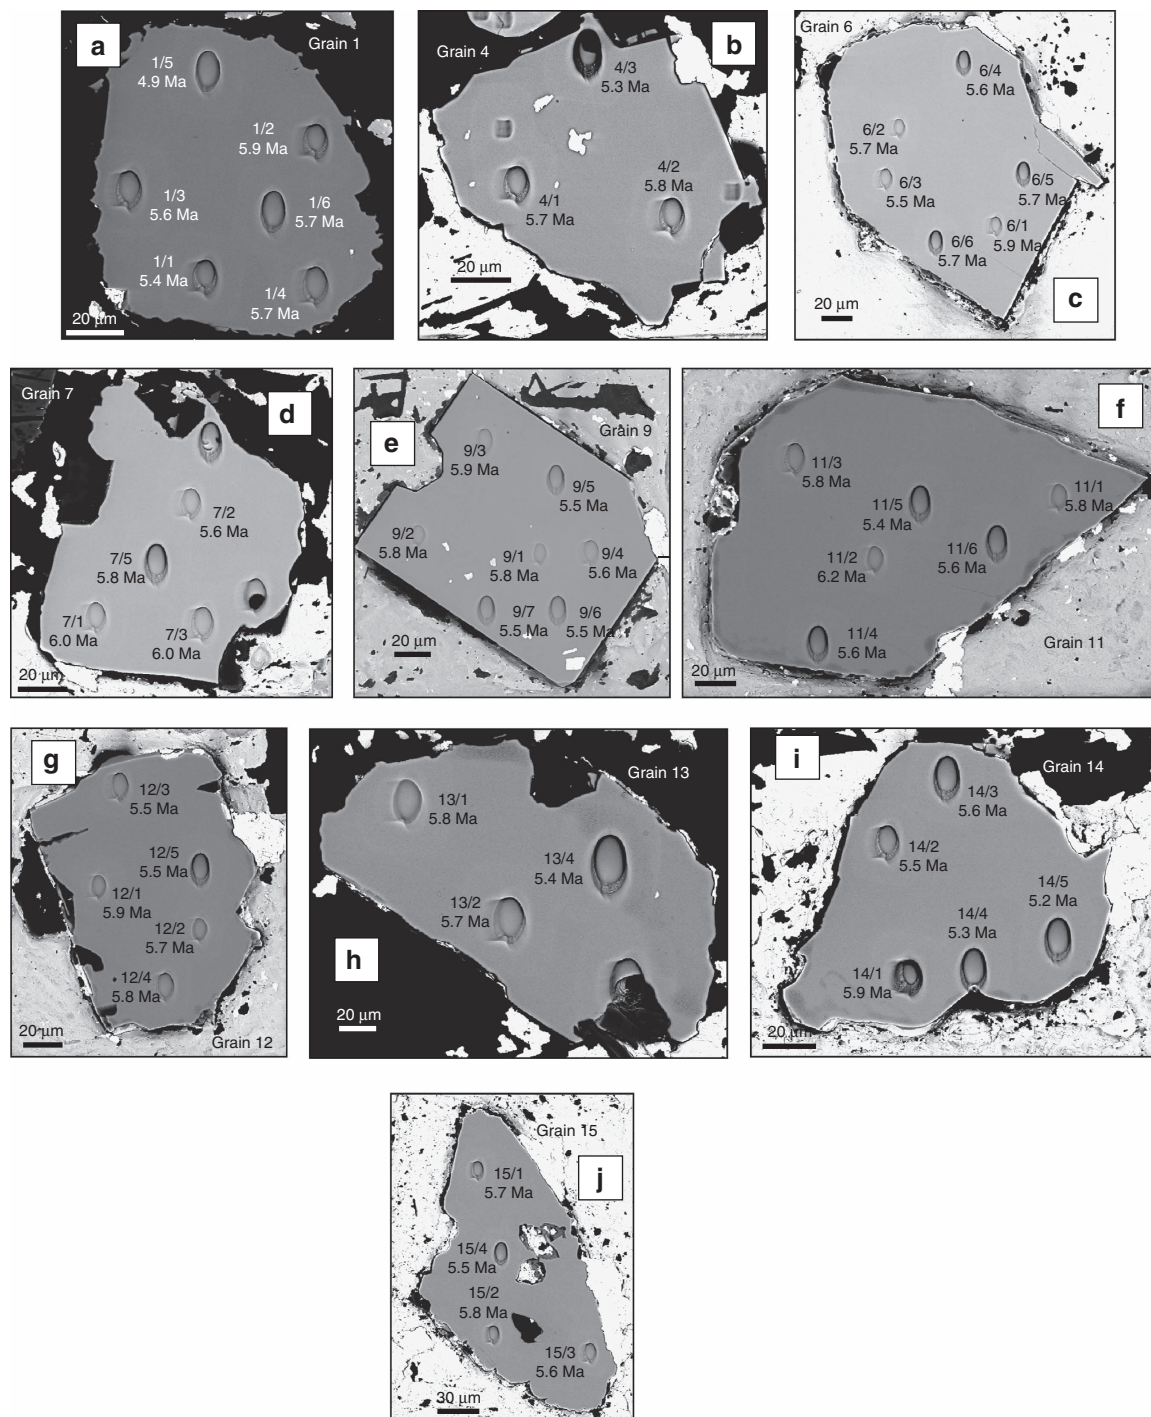 a
Grain 1
1/5
4.9 Ma
1/2
5.9 Ma
1/3
5.6 Ma
1/6
5.7 Ma
1/1
5.4 Ma
1/4
5.7 Ma
20 μm
b
Grain 4
4/3
5.3 Ma
4/2
5.8 Ma
4/1
5.7 Ma
20 μm
Grain 6
6/4
5.6 Ma
6/2
5.7 Ma
6/3
5.5 Ma
6/5
5.7 Ma
6/1
5.9 Ma
6/6
5.7 Ma
c
20 μm
Grain 7
d
7/2
5.6 Ma
7/5
5.8 Ma
7/1
6.0 Ma
7/3
6.0 Ma
20 μm
e
Grain 9
9/3
5.9 Ma
9/5
5.5 Ma
9/2
5.8 Ma
9/1
5.8 Ma
9/4
5.6 Ma
9/7
5.5 Ma
9/6
5.5 Ma
20 μm
f
11/3
5.8 Ma
11/5
5.4 Ma
11/1
5.8 Ma
11/2
6.2 Ma
11/6
5.6 Ma
11/4
5.6 Ma
Grain 11
20 μm
g
12/3
5.5 Ma
12/5
5.5 Ma
12/1
5.9 Ma
12/2
5.7 Ma
12/4
5.8 Ma
20 μm
Grain 12
Grain 13
13/1
5.8 Ma
13/4
5.4 Ma
13/2
5.7 Ma
h
20 μm
i
Grain 14
14/3
5.6 Ma
14/2
5.5 Ma
14/5
5.2 Ma
14/4
5.3 Ma
14/1
5.9 Ma
20 μm
Grain 15
j
15/1
5.7 Ma
15/4
5.5 Ma
15/2
5.8 Ma
15/3
5.6 Ma
30 μm